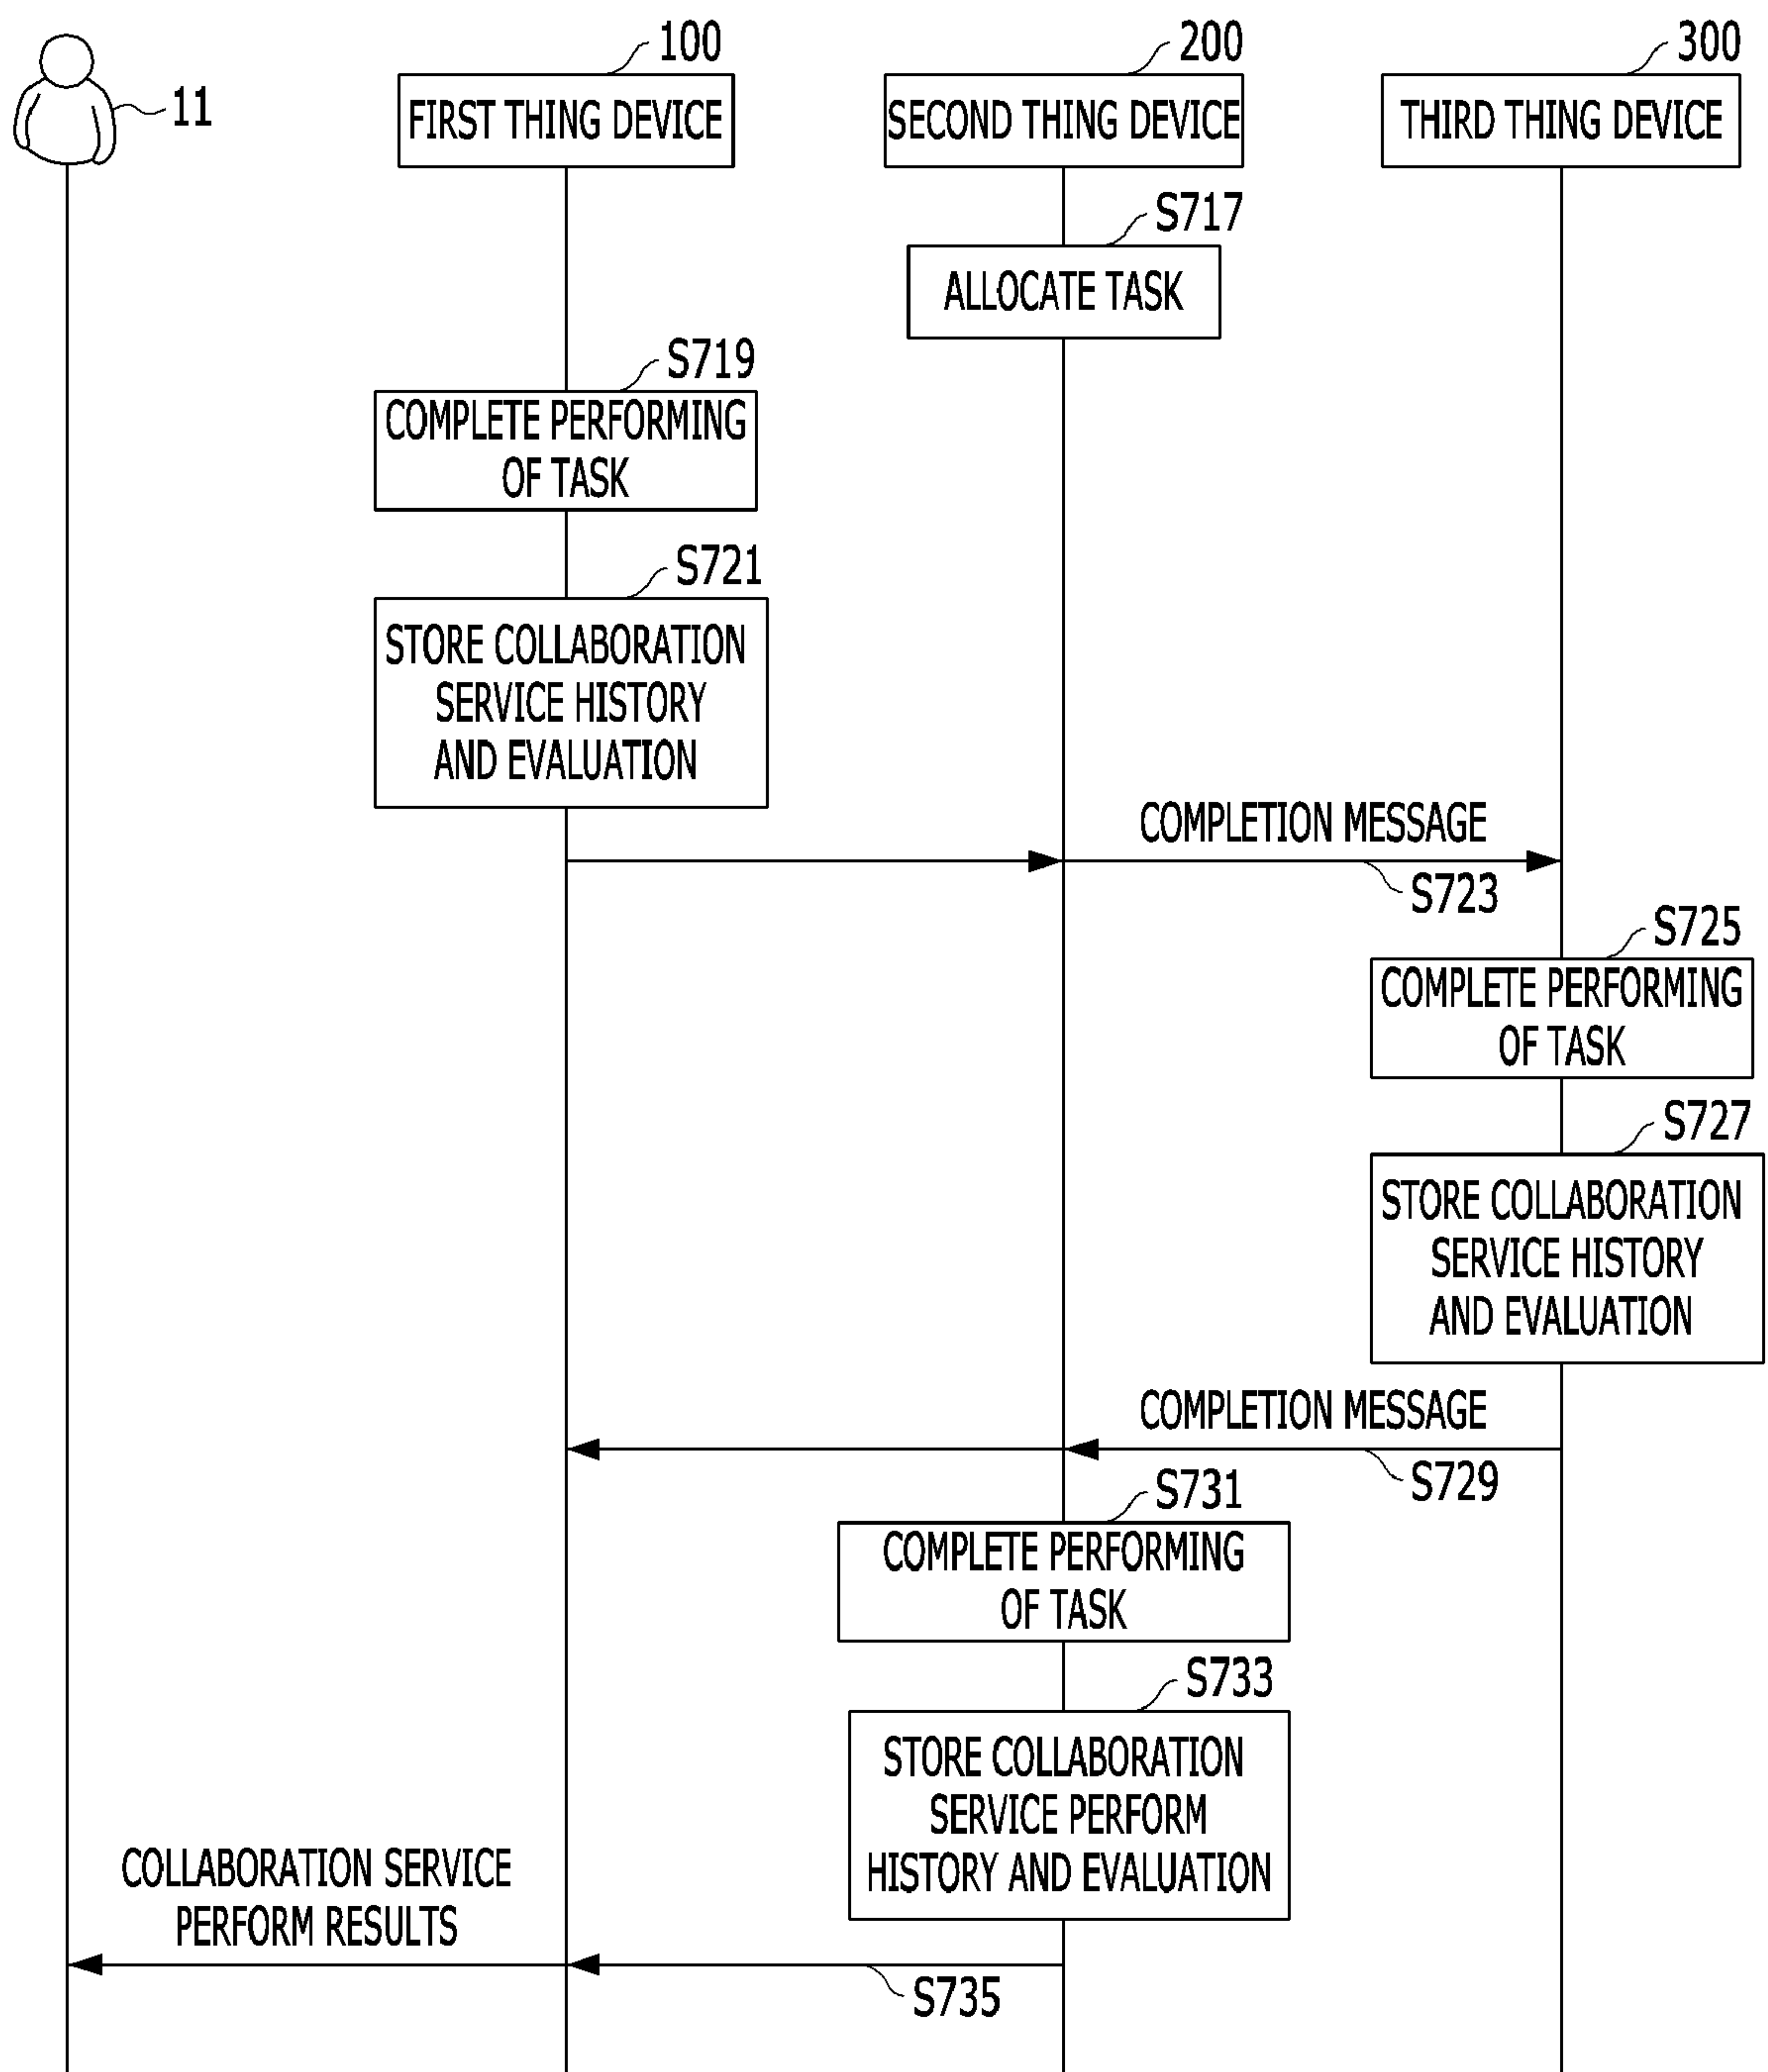 100
200
300
11
FIRST THING DEVICE
SECOND THING DEVICE
THIRD THING DEVICE
S717
ALLOCATE TASK
S719
COMPLETE PERFORMING
OF TASK
S721
STORE COLLABORATION
SERVICE HISTORY
AND EVALUATION
COMPLETION MESSAGE
S723
S725
COMPLETE PERFORMING
OF TASK
S727
STORE COLLABORATION
SERVICE HISTORY
AND EVALUATION
COMPLETION MESSAGE
S729
S731
COMPLETE PERFORMING
OF TASK
S733
STORE COLLABORATION
SERVICE PERFORM
HISTORY AND EVALUATION
COLLABORATION SERVICE
PERFORM RESULTS
S735